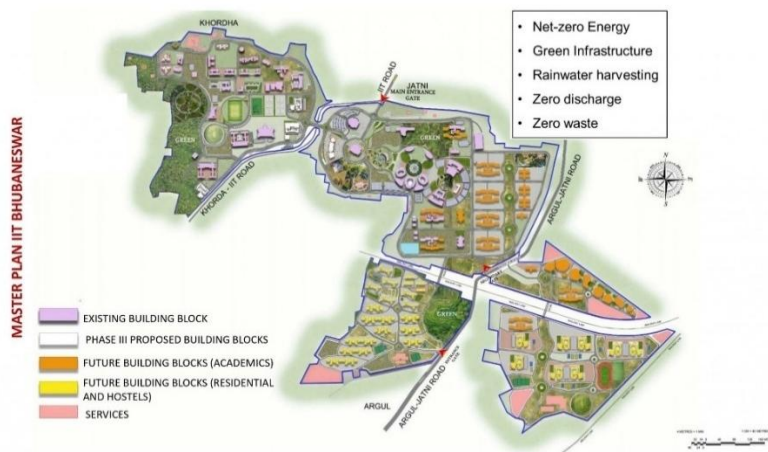 MASTER PLAN IIT BHUBANESWAR
KHORDHA
IIT ROAD
JATNI
MAIN ENTRANCE
GATE
• Net-zero Energy
• Green Infrastructure
• Rainwater harvesting
• Zero discharge
• Zero waste
GREEN
GREEN
KHORDA - IIT ROAD
ARGUL-JATNI ROAD
GREEN
ENTRANCE
GATE
ARGUL-JATNI ROAD
ARGUL
EXISTING BUILDING BLOCK
PHASE III PROPOSED BUILDING BLOCKS
FUTURE BUILDING BLOCKS (ACADEMICS)
FUTURE BUILDING BLOCKS (RESIDENTIAL
AND HOSTELS)
SERVICES